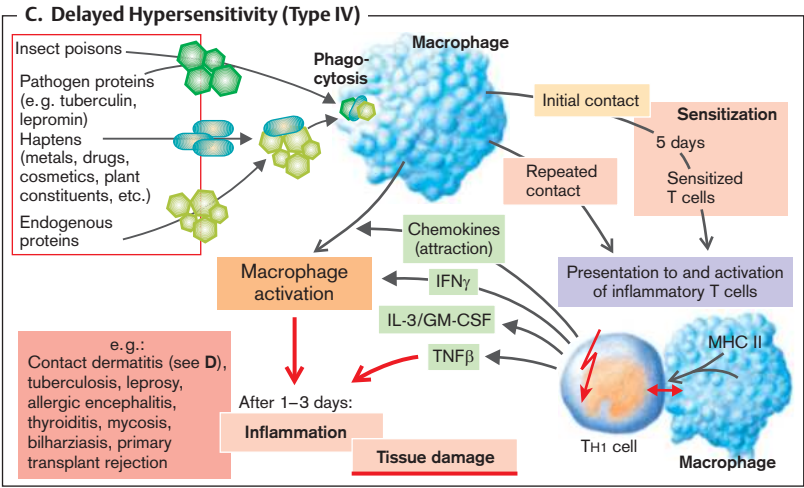 C. Delayed Hypersensitivity (Type IV)
Insect poisons
Pathogen proteins
(e.g. tuberculin,
lepromin)
Haptens
(metals, drugs,
cosmetics, plant
constituents, etc.)
Endogenous
proteins
Phago-
cytosis
Macrophage
Initial contact
Sensitization
5 days
Sensitized
T cells
Repeated
contact
Presentation to and activation
of inflammatory T cells
Chemokines
(attraction)
IFNγ
IL-3/GM-CSF
TNFβ
Macrophage
activation
MHC II
TH1 cell
Macrophage
e.g.:
Contact dermatitis (see D),
tuberculosis, leprosy,
allergic encephalitis,
thyroiditis, mycosis,
bilharziasis, primary
transplant rejection
After 1–3 days:
Inflammation
Tissue damage